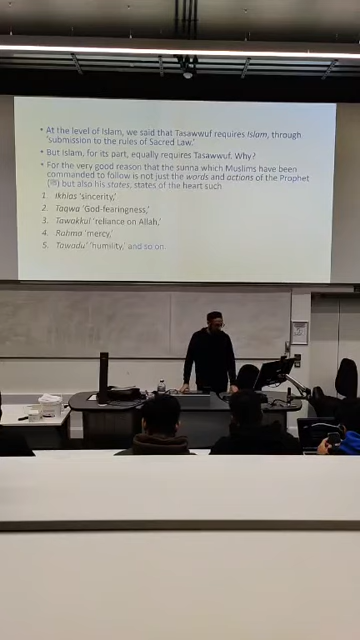 • At the level of Islam, we said that Tasawwuf requires Islam, through
'submission to the rules of Sacred Law.'
• But Islam, for its part, equally requires Tasawwuf. Why?
• For the very good reason that the sunna which Muslims have been
commanded to follow is not just the words and actions of the Prophet
(ﷺ) but also his states, states of the heart such
1. Ikhlas 'sincerity,'
2. Taqwa 'God-fearingness,'
3. Tawakkul 'reliance on Allah,'
4. Rahma 'mercy,'
5. Tawadu' 'humility,' and so on.